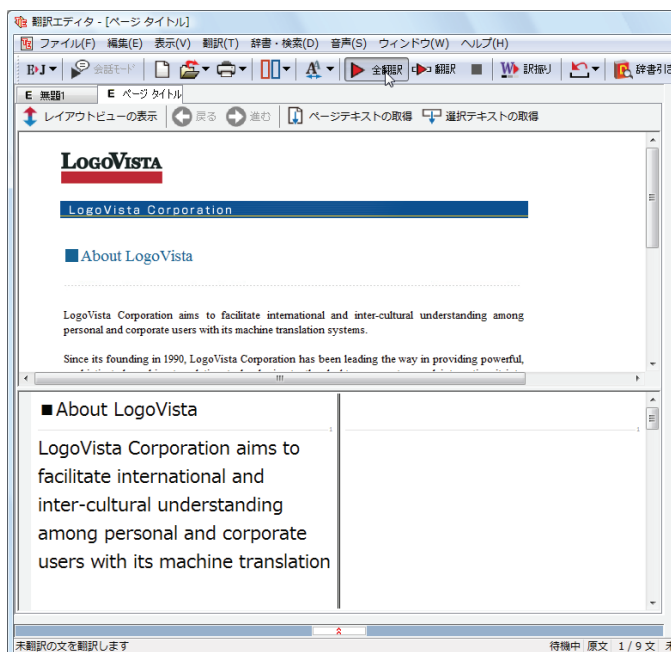 翻訳エディタ - [ページ タイトル]
ファイル(F) 編集(E) 表示(V) 翻訳(T) 辞書・検索(D) 音声(S) ウィンドウ(W) ヘルプ(H)
E›J 会話モード 全翻訳 翻訳 訳振り 辞書引き
E 無題1 E ページ タイトル
レイアウトビューの表示 戻る 進む ページテキストの取得 選択テキストの取得
LOGOVISTA
LogoVista Corporation
■About LogoVista
LogoVista Corporation aims to facilitate international and inter-cultural understanding among
personal and corporate users with its machine translation systems.
Since its founding in 1990, LogoVista Corporation has been leading the way in providing powerful,
■About LogoVista
LogoVista Corporation aims to
facilitate international and
inter-cultural understanding
among personal and corporate
users with its machine translation
未翻訳の文を翻訳します 待機中 原文 1 / 9 文